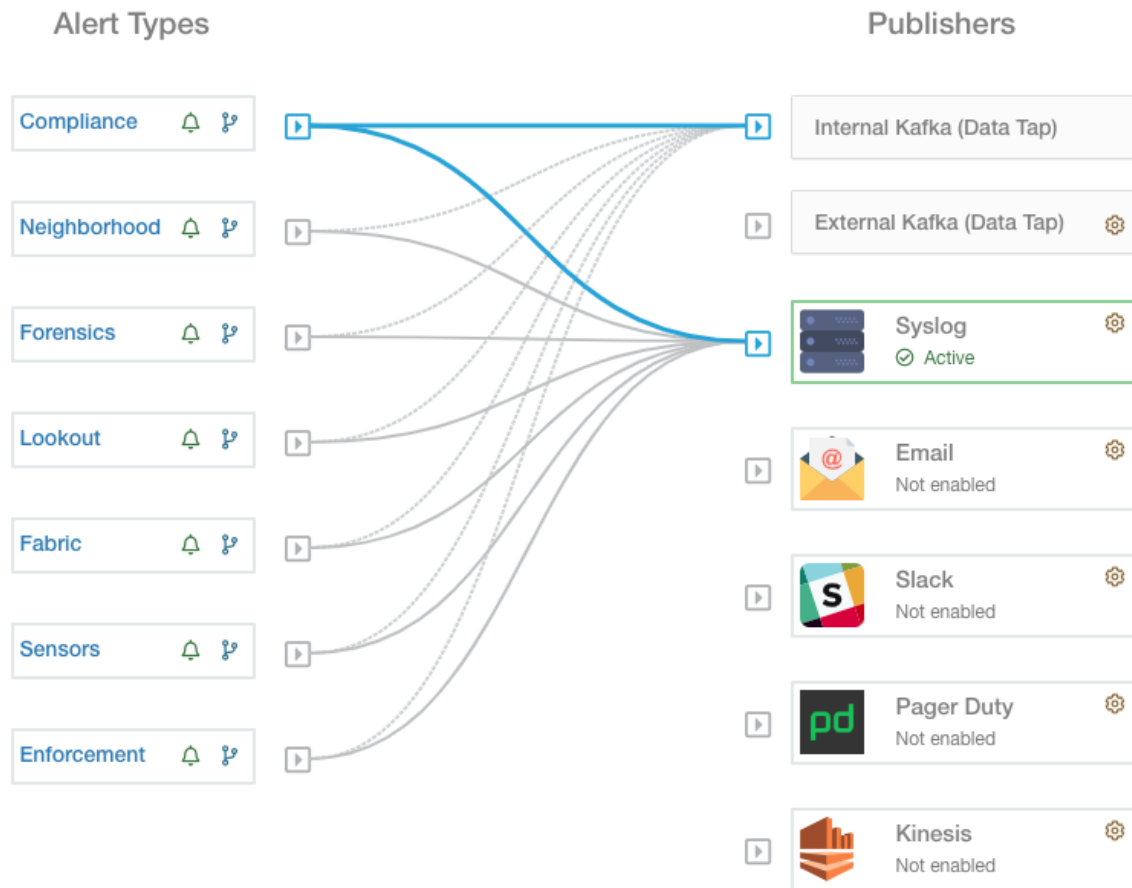 Alert Types
Publishers
Compliance
Neighborhood
Forensics
Lookout
Fabric
Sensors
Enforcement
Internal Kafka (Data Tap)
External Kafka (Data Tap)
Syslog
Active
@
Email
Not enabled
S
Slack
Not enabled
pd
Pager Duty
Not enabled
Kinesis
Not enabled